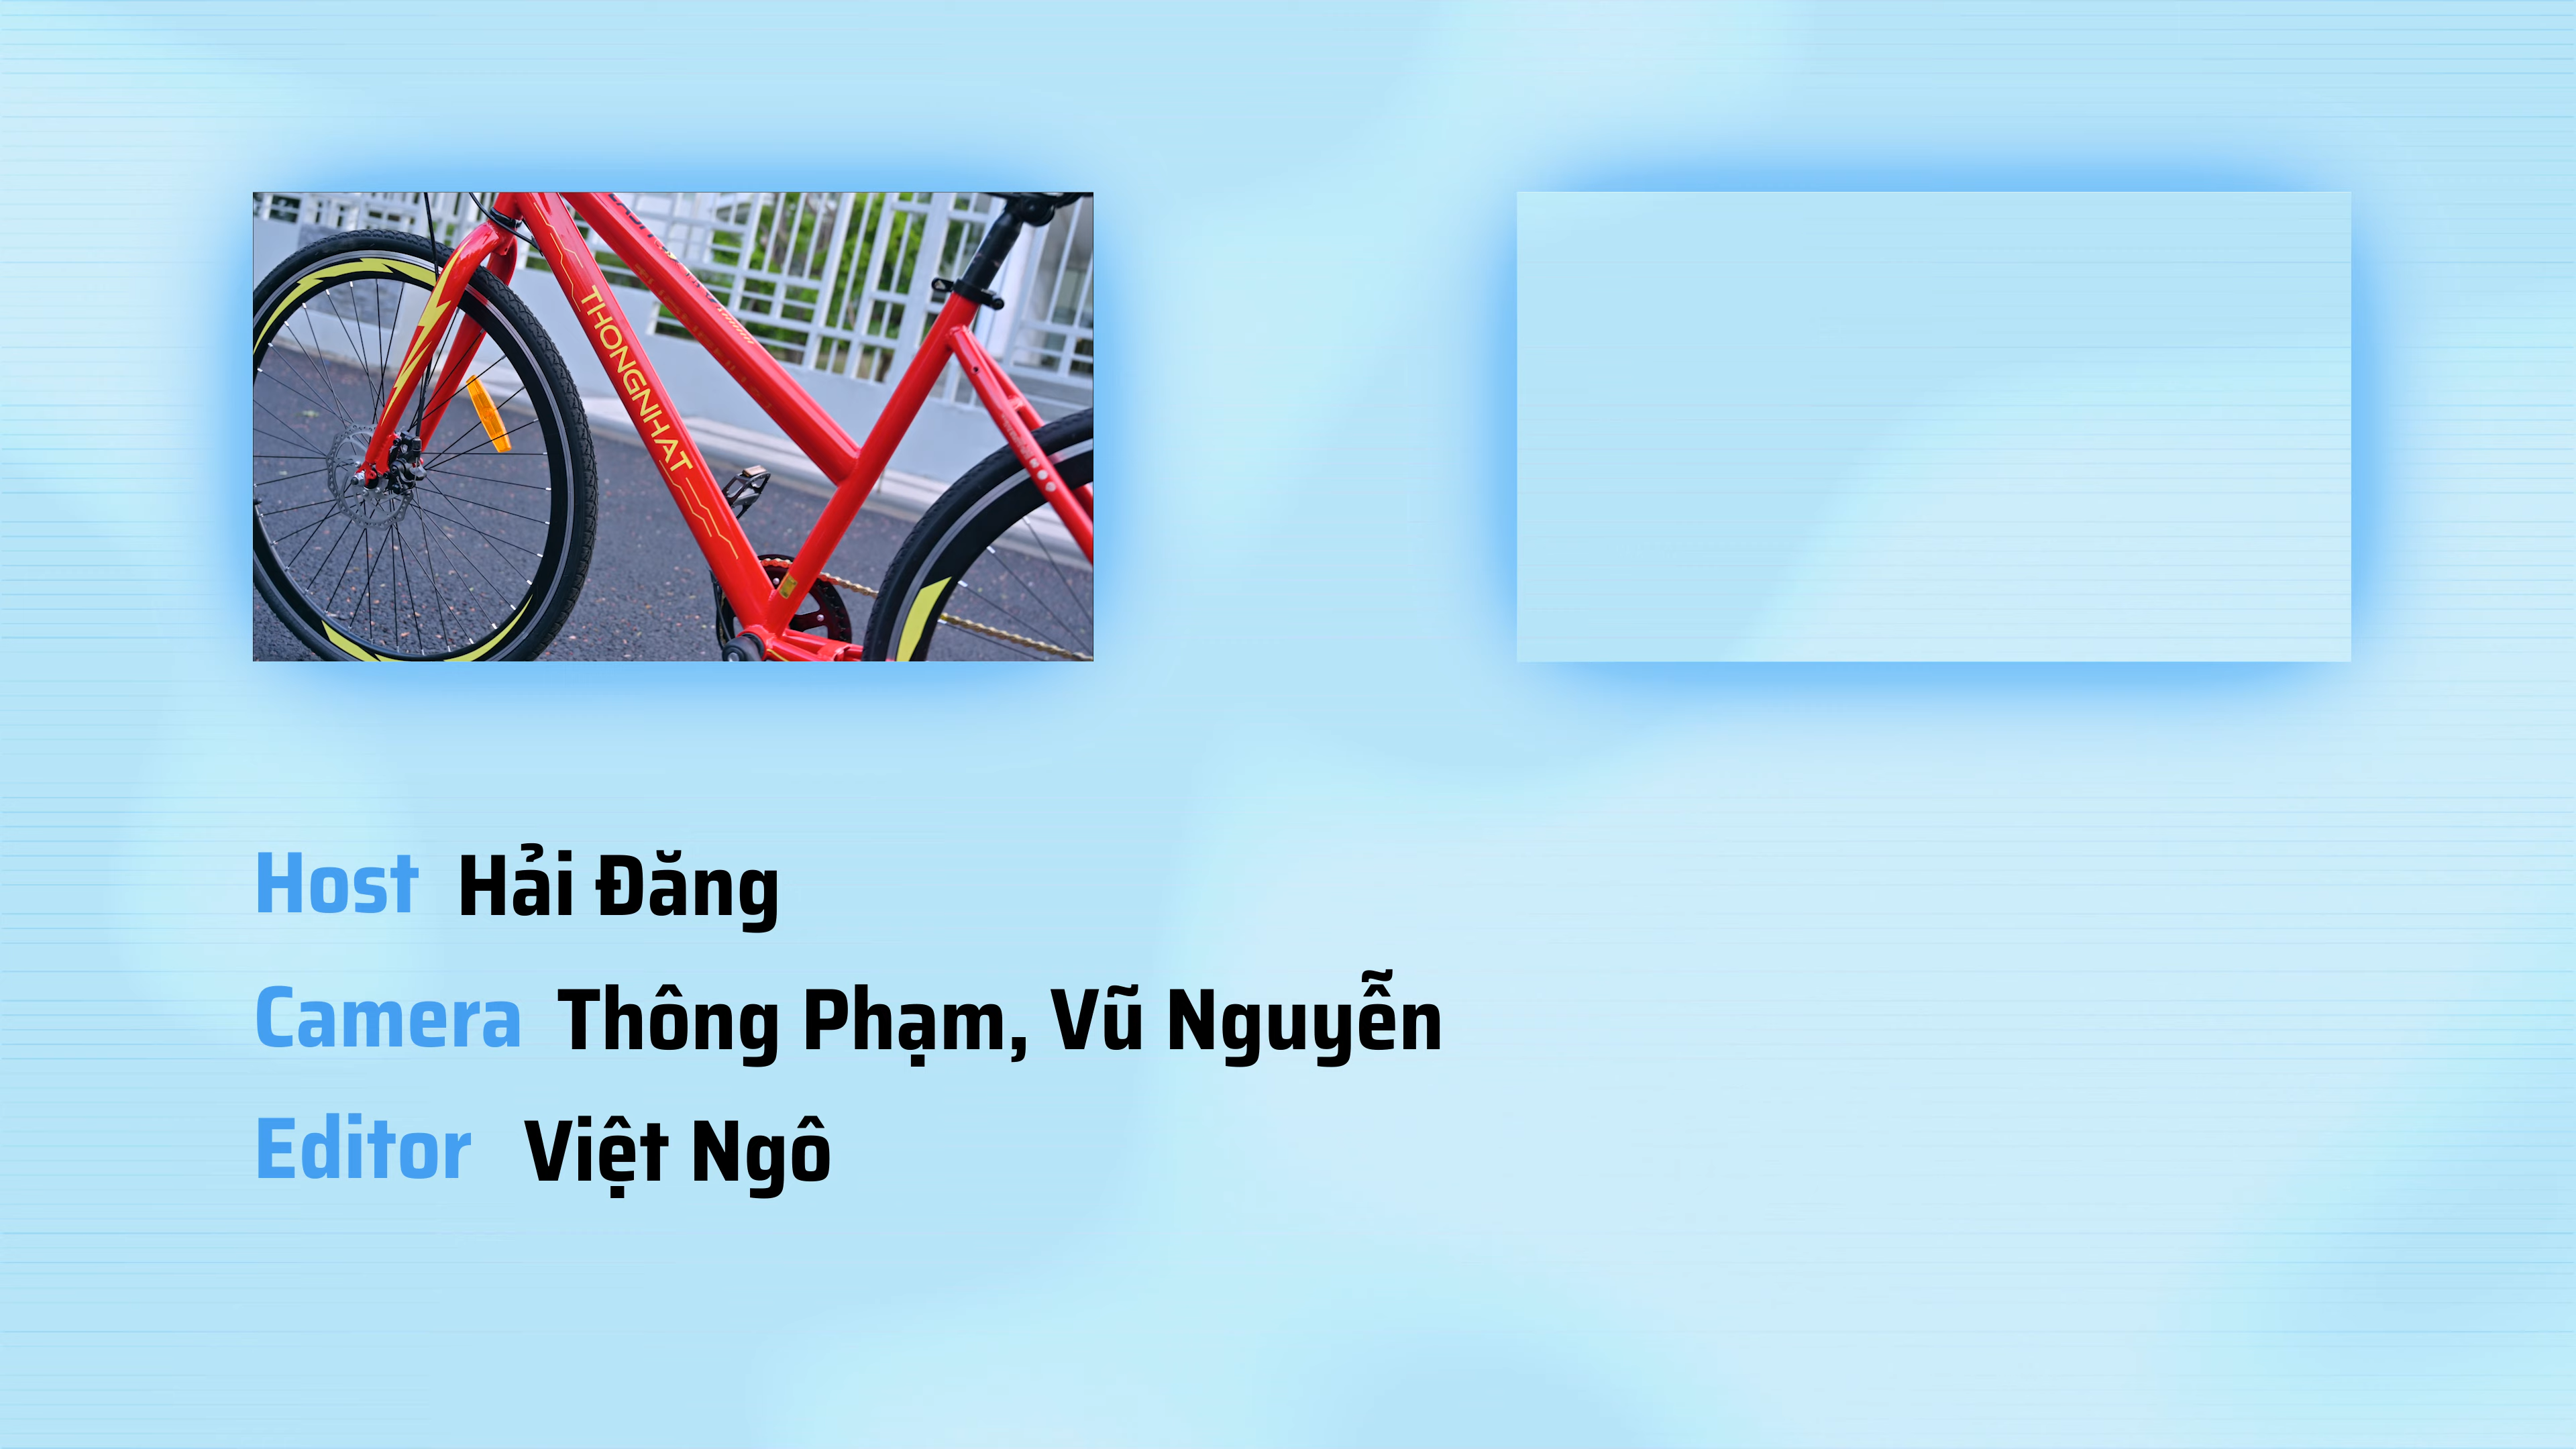 THONGNHAT
Host Hải Đăng
Camera Thông Phạm, Vũ Nguyễn
Editor Việt Ngô